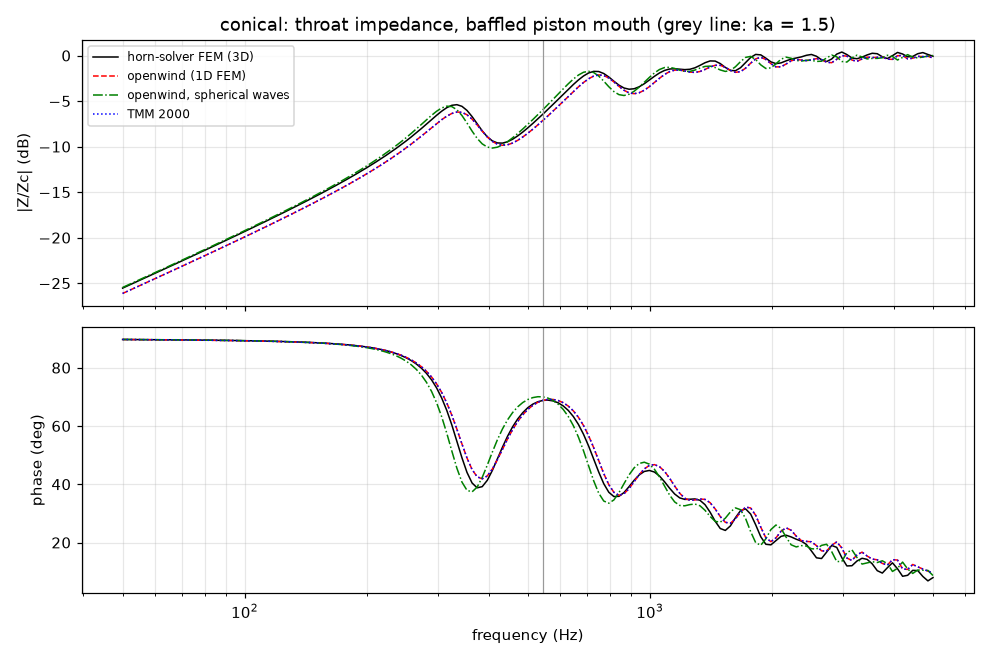 conical: throat impedance, baffled piston mouth (grey line: ka = 1.5)
horn-solver FEM (3D)
openwind (1D FEM)
openwind, spherical waves
TMM 2000
|Z/Zc| (dB)
0
−5
−10
−15
−20
−25
phase (deg)
80
60
40
20
10²
10³
frequency (Hz)